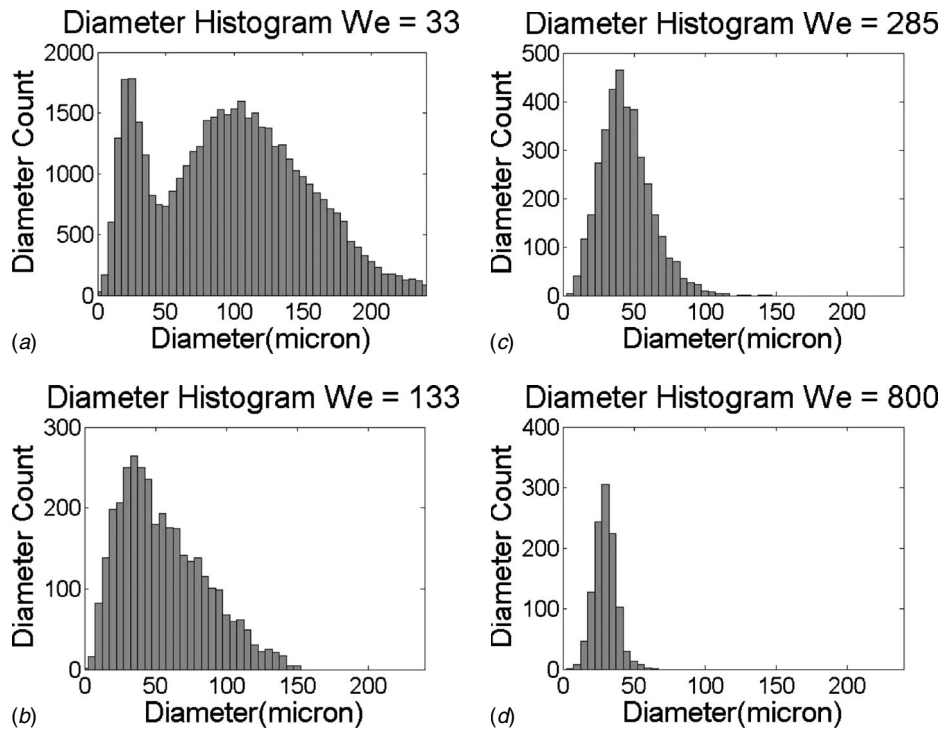 Diameter Histogram We = 33
2000
1500
1000
500
0
Diameter Count
0 50 100 150 200
Diameter(micron)
(a)
Diameter Histogram We = 285
500
400
300
200
100
0
Diameter Count
0 50 100 150 200
Diameter(micron)
(c)
Diameter Histogram We = 133
300
200
100
0
Diameter Count
0 50 100 150 200
Diameter(micron)
(b)
Diameter Histogram We = 800
400
300
200
100
0
Diameter Count
0 50 100 150 200
Diameter(micron)
(d)